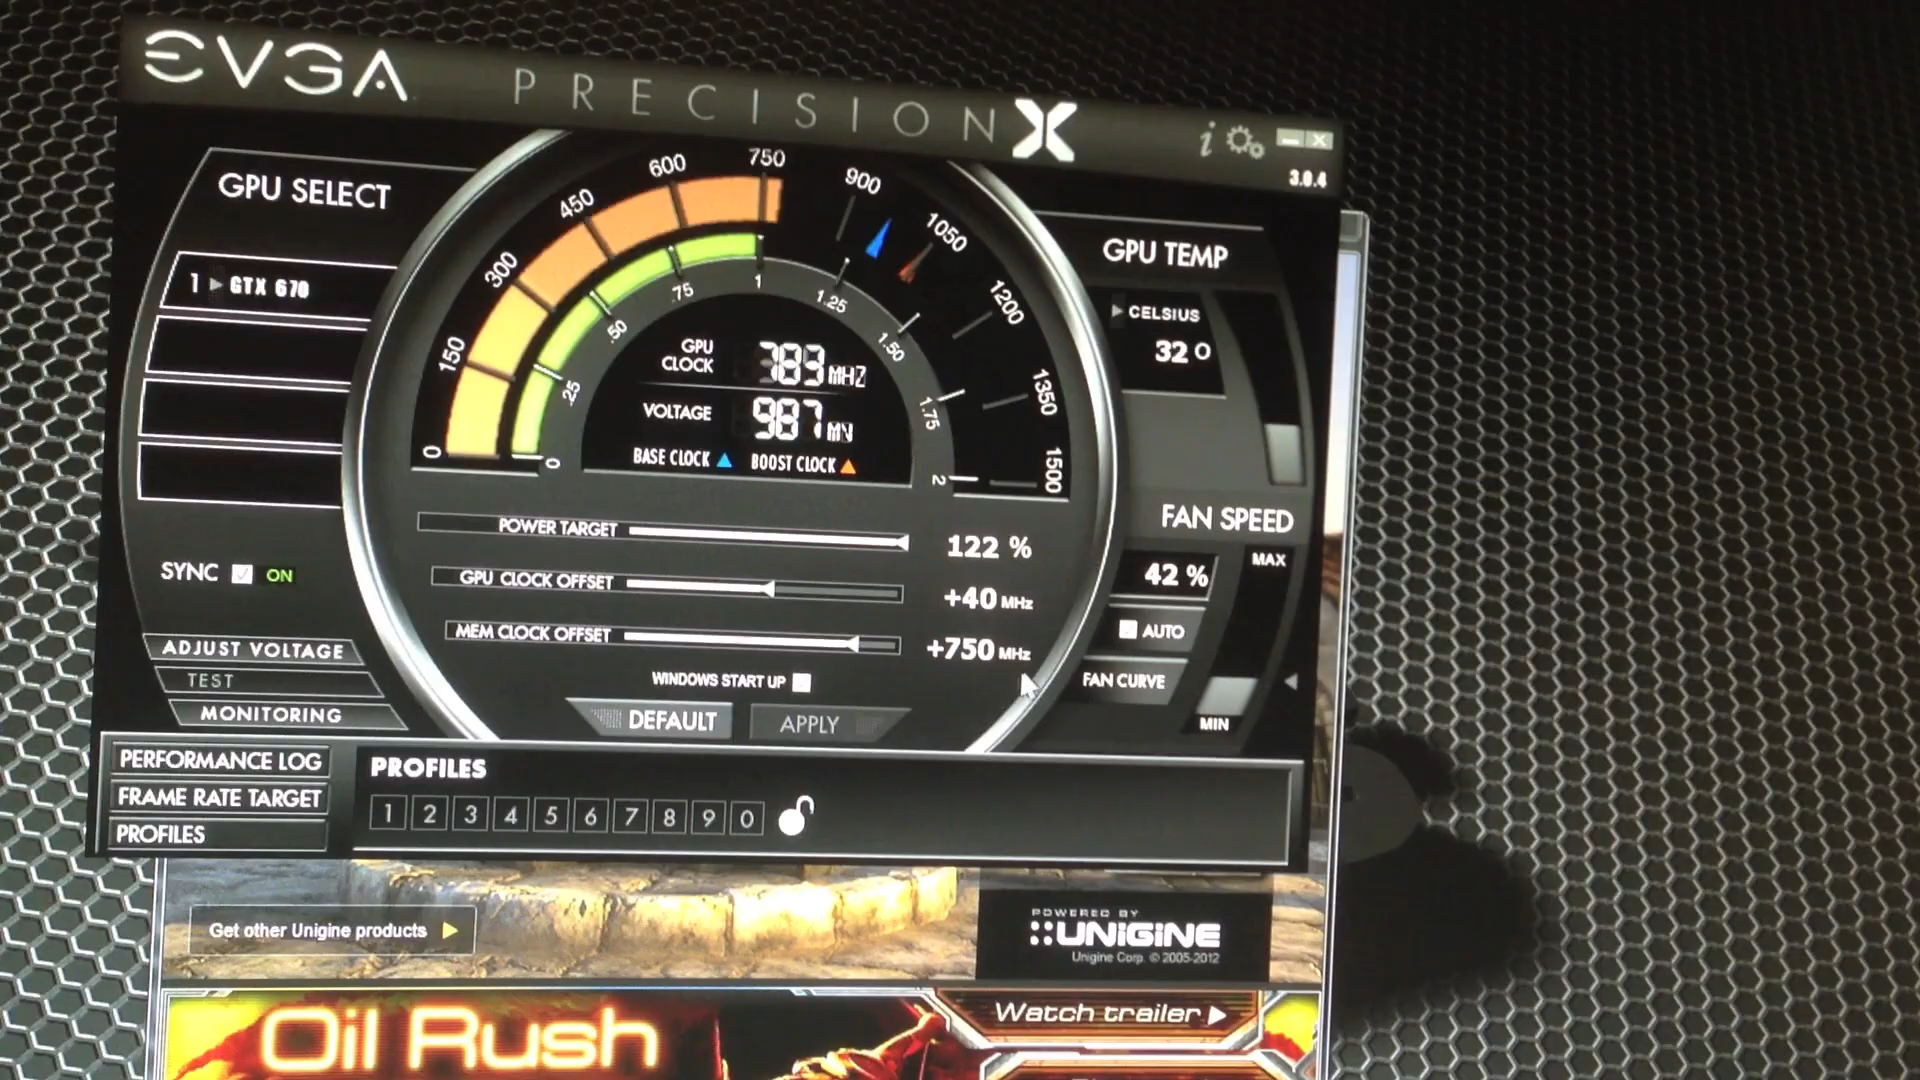 EVGA PRECISION X
3.0.4
GPU SELECT
1 GTX 670
SYNC ON
ADJUST VOLTAGE
TEST
MONITORING
0 150 300 450 600 750 900 1050 1200 1350 1500
0 .25 .50 .75 1 1.25 1.50 1.75 2
GPU CLOCK 783 MHZ
VOLTAGE 987 MV
BASE CLOCK BOOST CLOCK
POWER TARGET 122 %
GPU CLOCK OFFSET +40 MHz
MEM CLOCK OFFSET +750 MHz
WINDOWS START UP
DEFAULT APPLY
GPU TEMP
CELSIUS
32 O
FAN SPEED
MAX
42 %
AUTO
FAN CURVE
MIN
PERFORMANCE LOG
FRAME RATE TARGET
PROFILES
PROFILES
1 2 3 4 5 6 7 8 9 0
Get other Unigine products
POWERED BY
UNIGINE
Unigine Corp. © 2005-2012
Oil Rush
Watch trailer